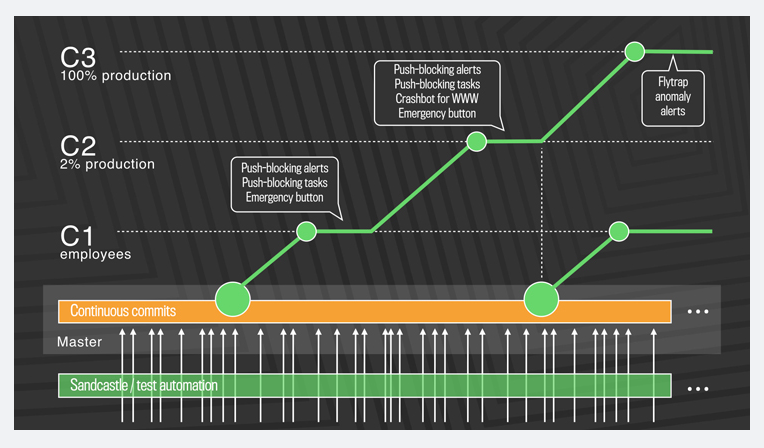 C3
100% production
Push-blocking alerts
Push-blocking tasks
Crashbot for WWW
Emergency button
Flytrap
anomaly
alerts
C2
2% production
Push-blocking alerts
Push-blocking tasks
Emergency button
C1
employees
Continuous commits
Master
Sandcastle / test automation